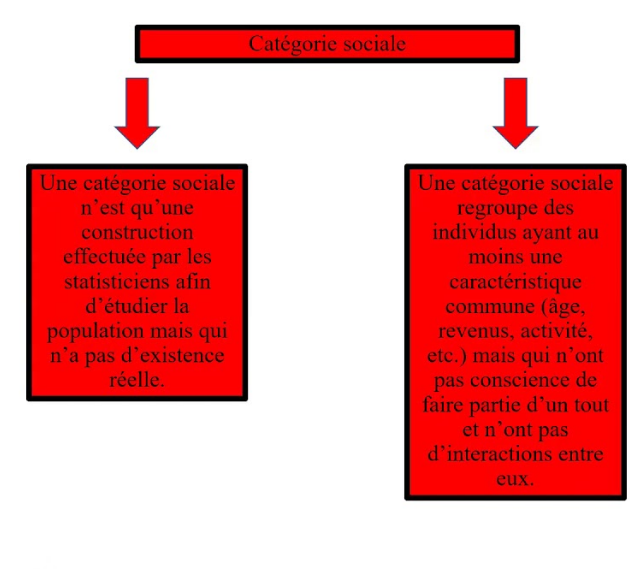 Catégorie sociale
Une catégorie sociale
n’est qu’une
construction
effectuée par les
statisticiens afin
d’étudier la
population mais qui
n’a pas d’existence
réelle.
Une catégorie sociale
regroupe des
individus ayant au
moins une
caractéristique
commune (âge,
revenus, activité,
etc.) mais qui n’ont
pas conscience de
faire partie d’un tout
et n’ont pas
d’interactions entre
eux.